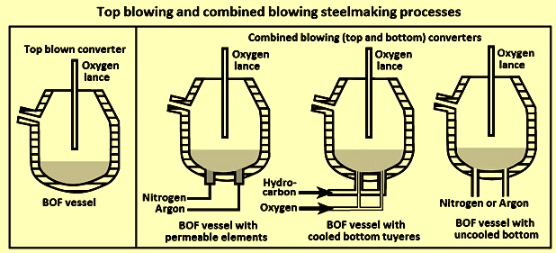 Top blowing and combined blowing steelmaking processes
Top blown converter
Oxygen
lance
BOF vessel
Combined blowing (top and bottom) converters
Oxygen
lance
Nitrogen
Argon
BOF vessel with
permeable elements
Oxygen
lance
Hydro-
carbon
Oxygen
BOF vessel with
cooled bottom tuyeres
Oxygen
lance
Nitrogen or Argon
BOF vessel with
uncooled bottom